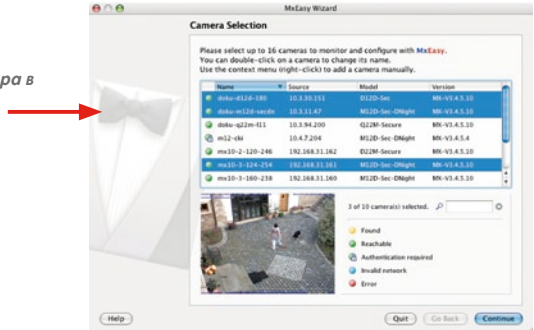 MxEasy Wizard
Camera Selection
Please select up to 16 cameras to monitor and configure with MxEasy.
You can double-click on a camera to change its name.
Use the context menu (right-click) to add a camera manually.
ра в
Name Source Model Version
doku-d12d-180 10.3.30.151 D12D-Sec MX-V3.4.5.10
doku-m12d-secdn 10.3.11.47 M12D-Sec-DNight MX-V3.4.5.10
doku-q22m-f11 10.3.94.200 Q22M-Secure MX-V3.4.5.10
m12-cki 10.4.7.204 M12D-Sec-DNight MX-V3.4.5.4
mx10-2-120-246 192.168.31.162 D22M-Secure MX-V3.4.5.10
mx10-3-124-254 192.168.31.161 M12D-Sec-DNight MX-V3.4.5.10
mx10-3-160-238 192.168.31.160 M12D-Sec-DNight MX-V3.4.5.10
3 of 10 camera(s) selected.
Found
Reachable
Authentication required
Invalid network
Error
Help Quit Go Back Continue